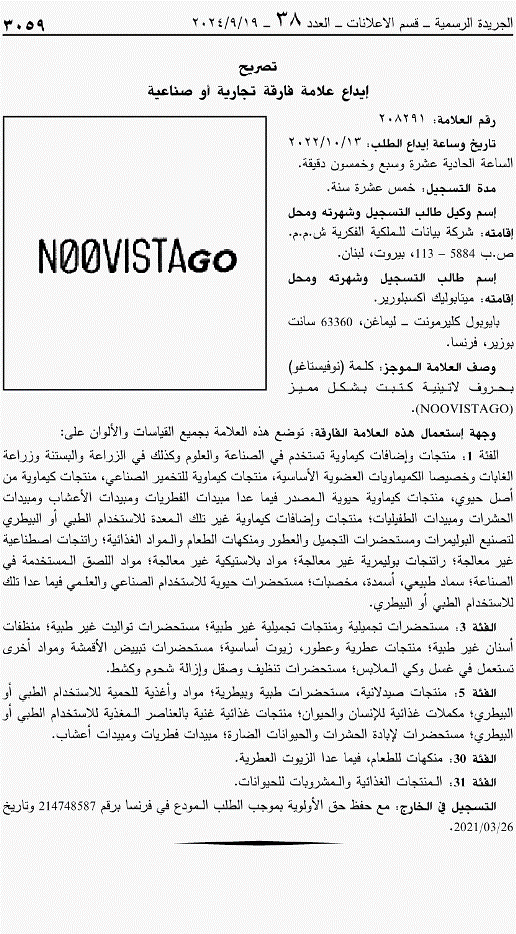 الجريدة الرسمية ــ قسم الاعلانات ــ العدد ٣٨ ــ ٢٠٢٤/٩/١٩
٣٠٥٩
تصريح
إيداع علامة فارقة تجارية أو صناعية
NOOVISTAGO
رقم العلامة: ٢٠٨٢٩١
تاريخ وساعة إيداع الطلب: ٢٠٢٢/١٠/١٣
الساعة الحادية عشرة وسبع وخمسون دقيقة.
مدة التسجيل: خمس عشرة سنة.
إسم وكيل طالب التسجيل وشهرته ومحل
إقامته: شركة بيانات للملكية الفكرية ش.م.م.
ص.ب 5884 – 113، بيروت، لبنان.
إسم طالب التسجيل وشهرته ومحل
إقامته: ميتابوليك اكسبلورير.
بايوبول كليرمونت ــ ليماغن، 63360 سانت
بوزير، فرنسا.
وصف العلامة الموجز: كلمة (نوفيستاغو)
بحروف لاتينية كتبت بشكل مميز
(NOOVISTAGO).
وجهة إستعمال هذه العلامة الفارقة: توضع هذه العلامة بجميع القياسات والألوان على:
الفئة 1: منتجات وإضافات كيماوية تستخدم في الصناعة والعلوم وكذلك في الزراعة والبستنة وزراعة
الغابات وخصيصا الكميماويات العضوية الأساسية، منتجات كيماوية للتخمير الصناعي، منتجات كيماوية من
أصل حيوي، منتجات كيماوية حيوية المصدر فيما عدا مبيدات الفطريات ومبيدات الأعشاب ومبيدات
الحشرات ومبيدات الطفيليات؛ منتجات وإضافات كيماوية غير تلك المعدة للاستخدام الطبي أو البيطري
لتصنيع البوليمرات ومستحضرات التجميل والعطور ومنكهات الطعام والمواد الغذائية؛ راتنجات اصطناعية
غير معالجة؛ راتنجات بوليمرية غير معالجة؛ مواد بلاستيكية غير معالجة؛ مواد اللصق المستخدمة في
الصناعة؛ سماد طبيعي، أسمدة، مخصبات؛ مستحضرات حيوية للاستخدام الصناعي والعلمي فيما عدا تلك
للاستخدام الطبي أو البيطري.
الفئة 3: مستحضرات تجميلية ومنتجات تجميلية غير طبية؛ مستحضرات تواليت غير طبية؛ منظفات
أسنان غير طبية؛ منتجات عطرية وعطور، زيوت أساسية؛ مستحضرات تبييض الأقمشة ومواد أخرى
تستعمل في غسل وكي الملابس؛ مستحضرات تنظيف وصقل وإزالة شحوم وكشط.
الفئة 5: منتجات صيدلانية، مستحضرات طبية وبيطرية؛ مواد وأغذية للحمية للاستخدام الطبي أو
البيطري؛ مكملات غذائية للإنسان والحيوان؛ منتجات غذائية غنية بالعناصر المغذية للاستخدام الطبي أو
البيطري؛ مستحضرات لإبادة الحشرات والحيوانات الضارة؛ مبيدات فطريات ومبيدات أعشاب.
الفئة 30: منكهات للطعام، فيما عدا الزيوت العطرية.
الفئة 31: المنتجات الغذائية والمشروبات للحيوانات.
التسجيل في الخارج: مع حفظ حق الأولوية بموجب الطلب المودع في فرنسا برقم 214748587 وتاريخ
2021/03/26.